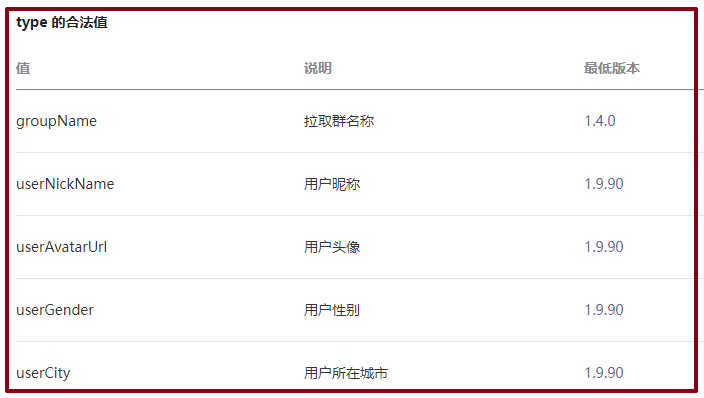 type 的合法值
值 说明 最低版本
groupName 拉取群名称 1.4.0
userNickName 用户昵称 1.9.90
userAvatarUrl 用户头像 1.9.90
userGender 用户性别 1.9.90
userCity 用户所在城市 1.9.90